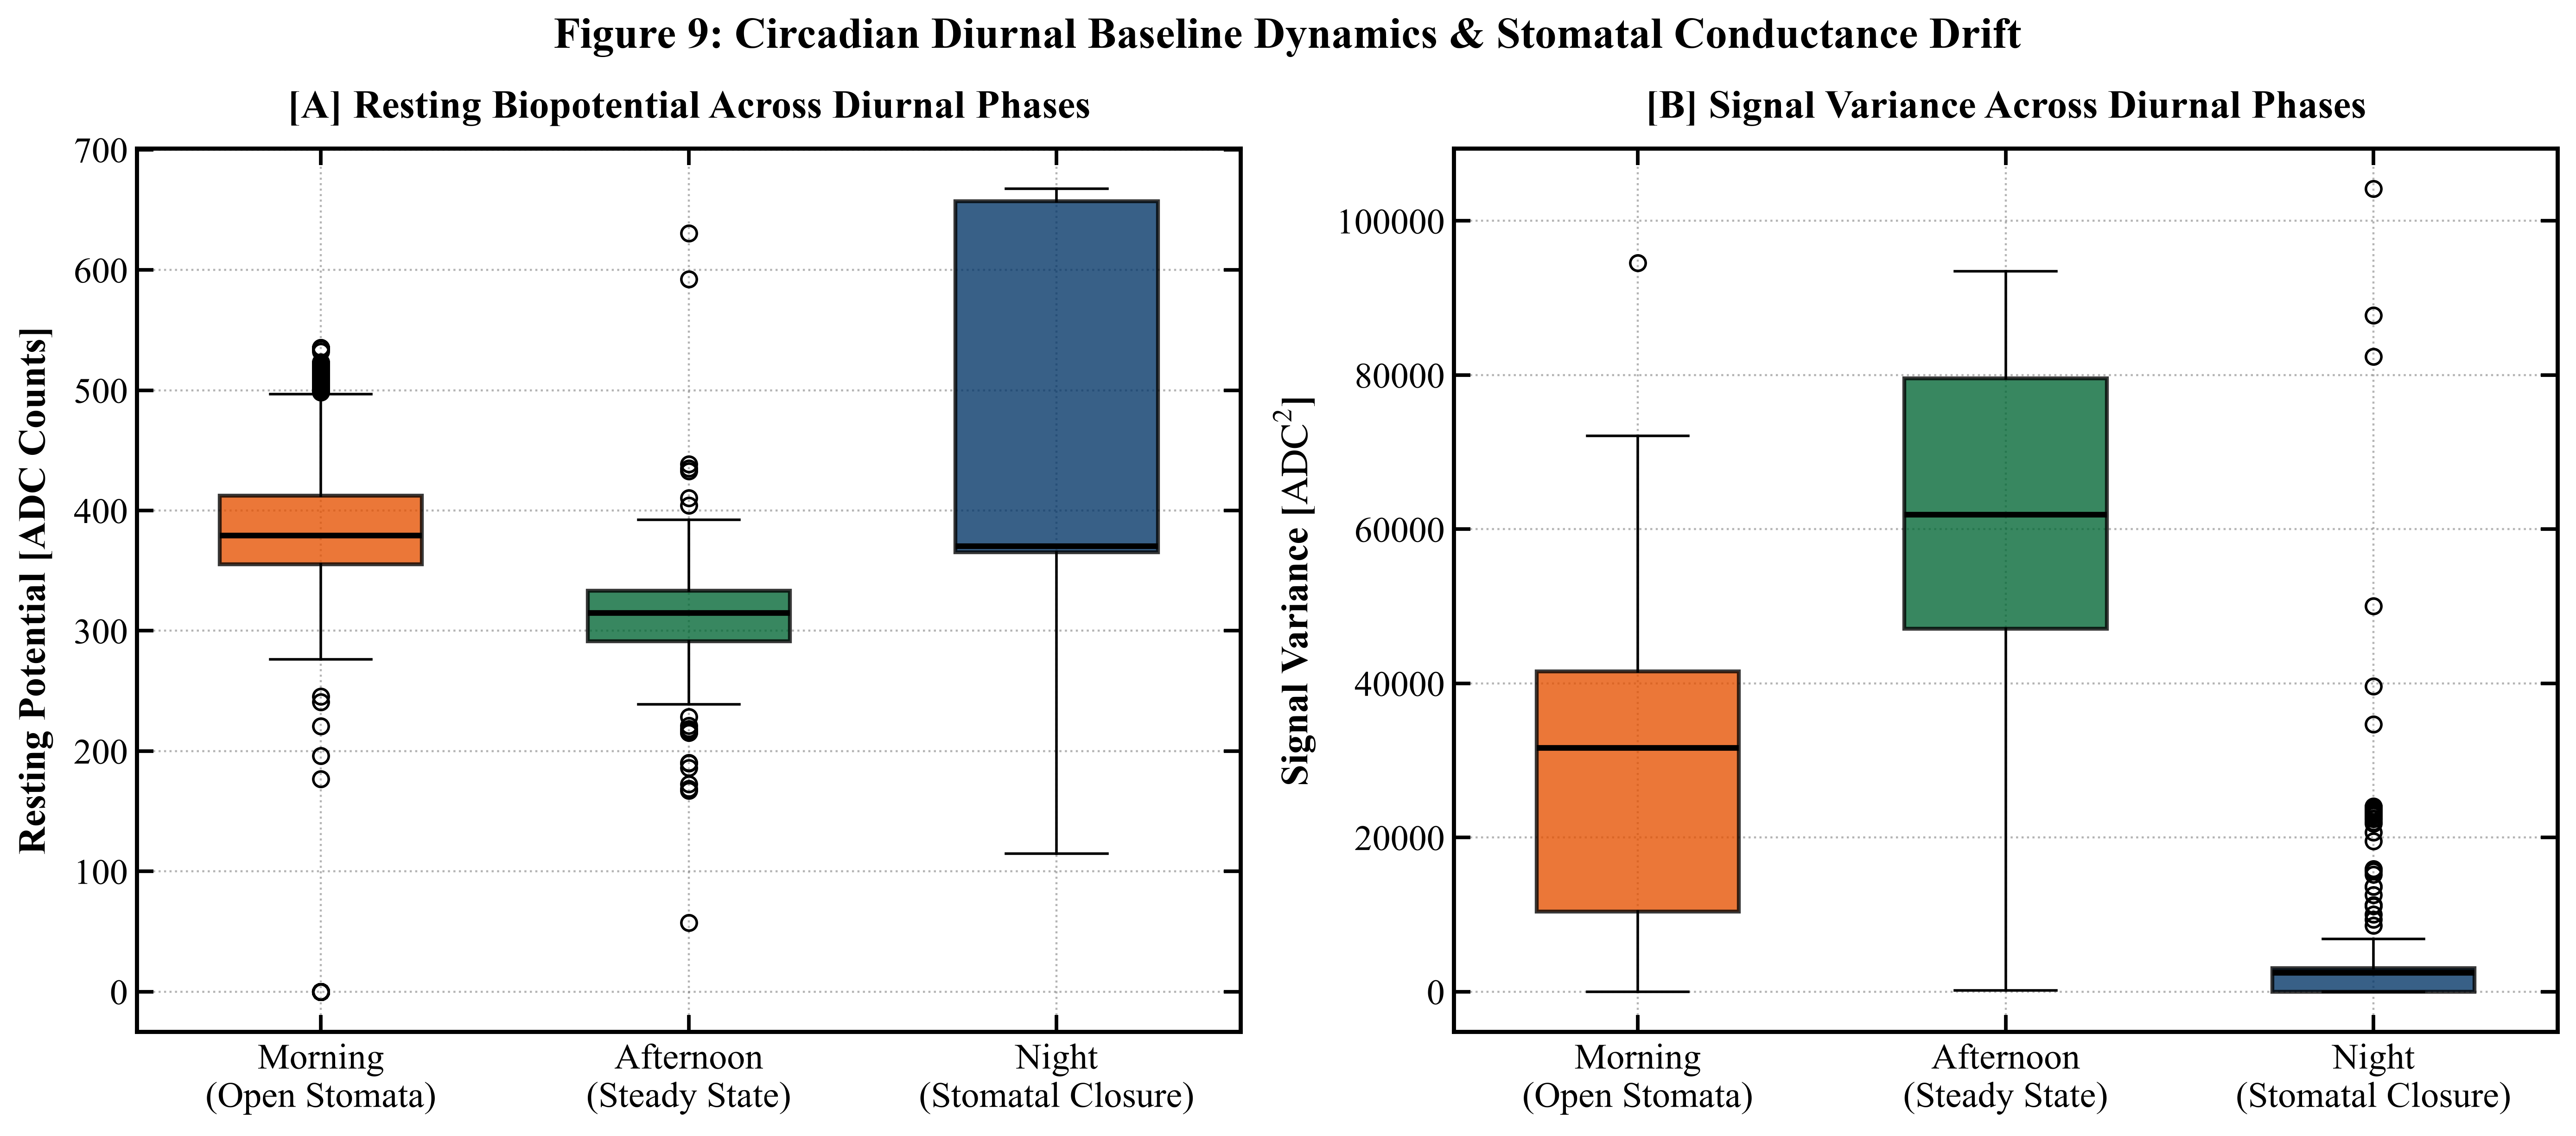 Figure 9: Circadian Diurnal Baseline Dynamics & Stomatal Conductance Drift
[A] Resting Biopotential Across Diurnal Phases
Resting Potential [ADC Counts]
700
600
500
400
300
200
100
0
Morning
(Open Stomata)
Afternoon
(Steady State)
Night
(Stomatal Closure)
[B] Signal Variance Across Diurnal Phases
Signal Variance [ADC²]
100000
80000
60000
40000
20000
0
Morning
(Open Stomata)
Afternoon
(Steady State)
Night
(Stomatal Closure)